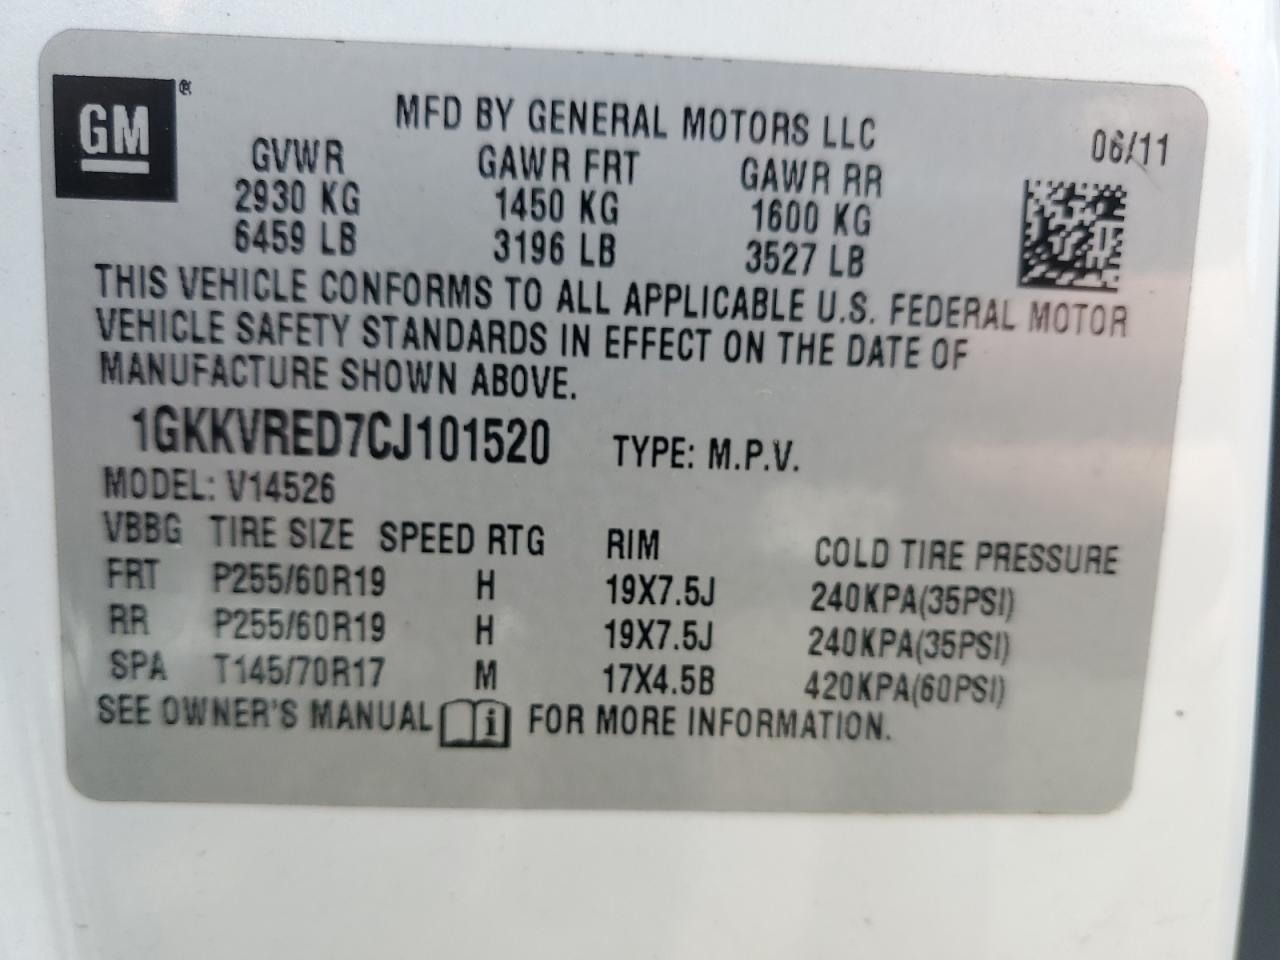 GM ®
MFD BY GENERAL MOTORS LLC 06/11
GVWR GAWR FRT GAWR RR
2930 KG 1450 KG 1600 KG
6459 LB 3196 LB 3527 LB
THIS VEHICLE CONFORMS TO ALL APPLICABLE U.S. FEDERAL MOTOR
VEHICLE SAFETY STANDARDS IN EFFECT ON THE DATE OF
MANUFACTURE SHOWN ABOVE.
1GKKVRED7CJ101520 TYPE: M.P.V.
MODEL: V14526
VBBG TIRE SIZE SPEED RTG RIM COLD TIRE PRESSURE
FRT P255/60R19 H 19X7.5J 240KPA(35PSI)
RR P255/60R19 H 19X7.5J 240KPA(35PSI)
SPA T145/70R17 M 17X4.5B 420KPA(60PSI)
SEE OWNER'S MANUAL i FOR MORE INFORMATION.